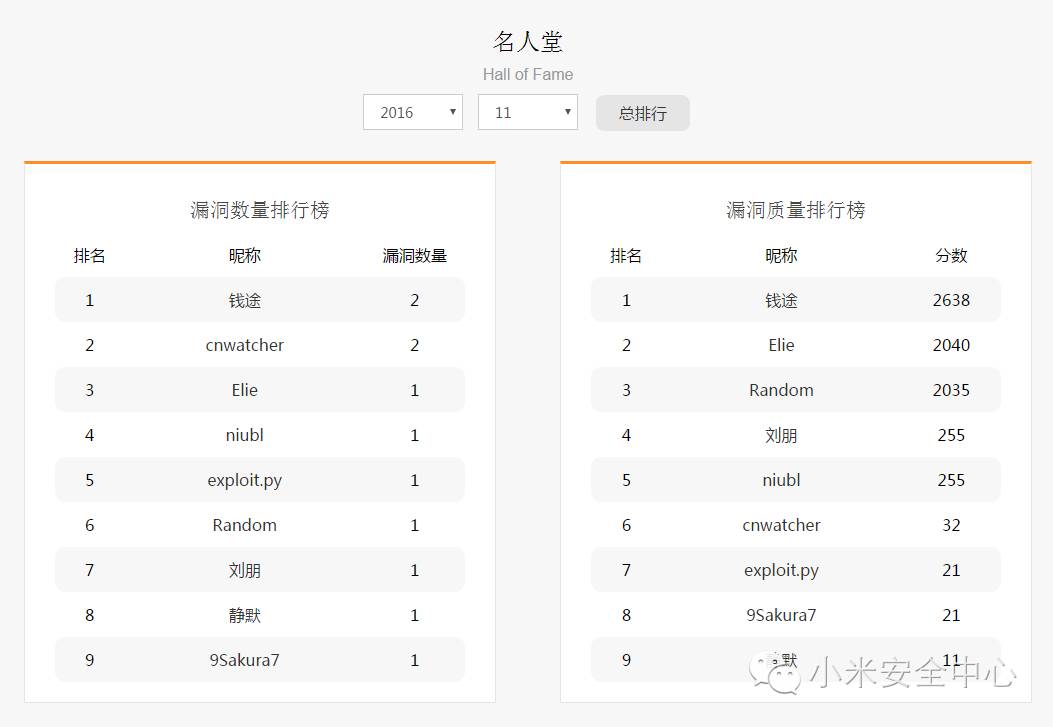 名人堂
Hall of Fame
2016 11 总排行
漏洞数量排行榜
排名 昵称 漏洞数量
1 钱途 2
2 cnwatcher 2
3 Elie 1
4 niubl 1
5 exploit.py 1
6 Random 1
7 刘朋 1
8 静默 1
9 9Sakura7 1
漏洞质量排行榜
排名 昵称 分数
1 钱途 2638
2 Elie 2040
3 Random 2035
4 刘朋 255
5 niubl 255
6 cnwatcher 32
7 exploit.py 21
8 9Sakura7 21
9 默 11
小米安全中心